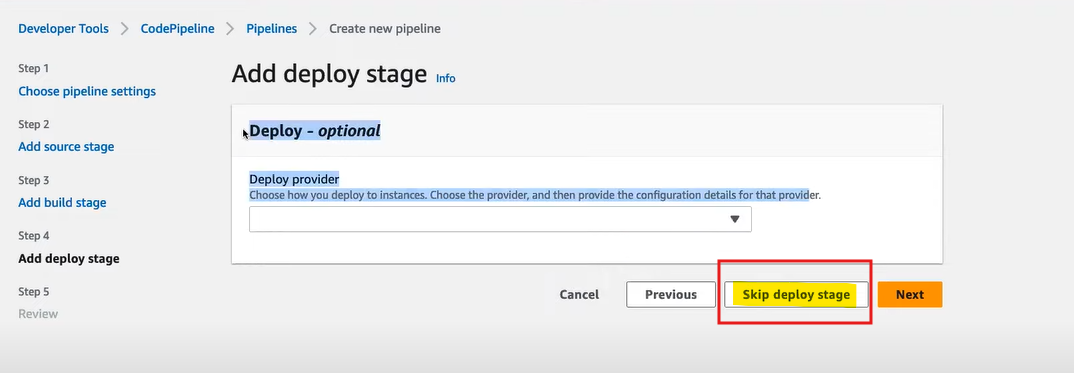 Developer Tools > CodePipeline > Pipelines > Create new pipeline
Step 1
Choose pipeline settings
Step 2
Add source stage
Step 3
Add build stage
Step 4
Add deploy stage
Step 5
Review
Add deploy stage Info
Deploy - optional
Deploy provider
Choose how you deploy to instances. Choose the provider, and then provide the configuration details for that provider.
Cancel Previous Skip deploy stage Next